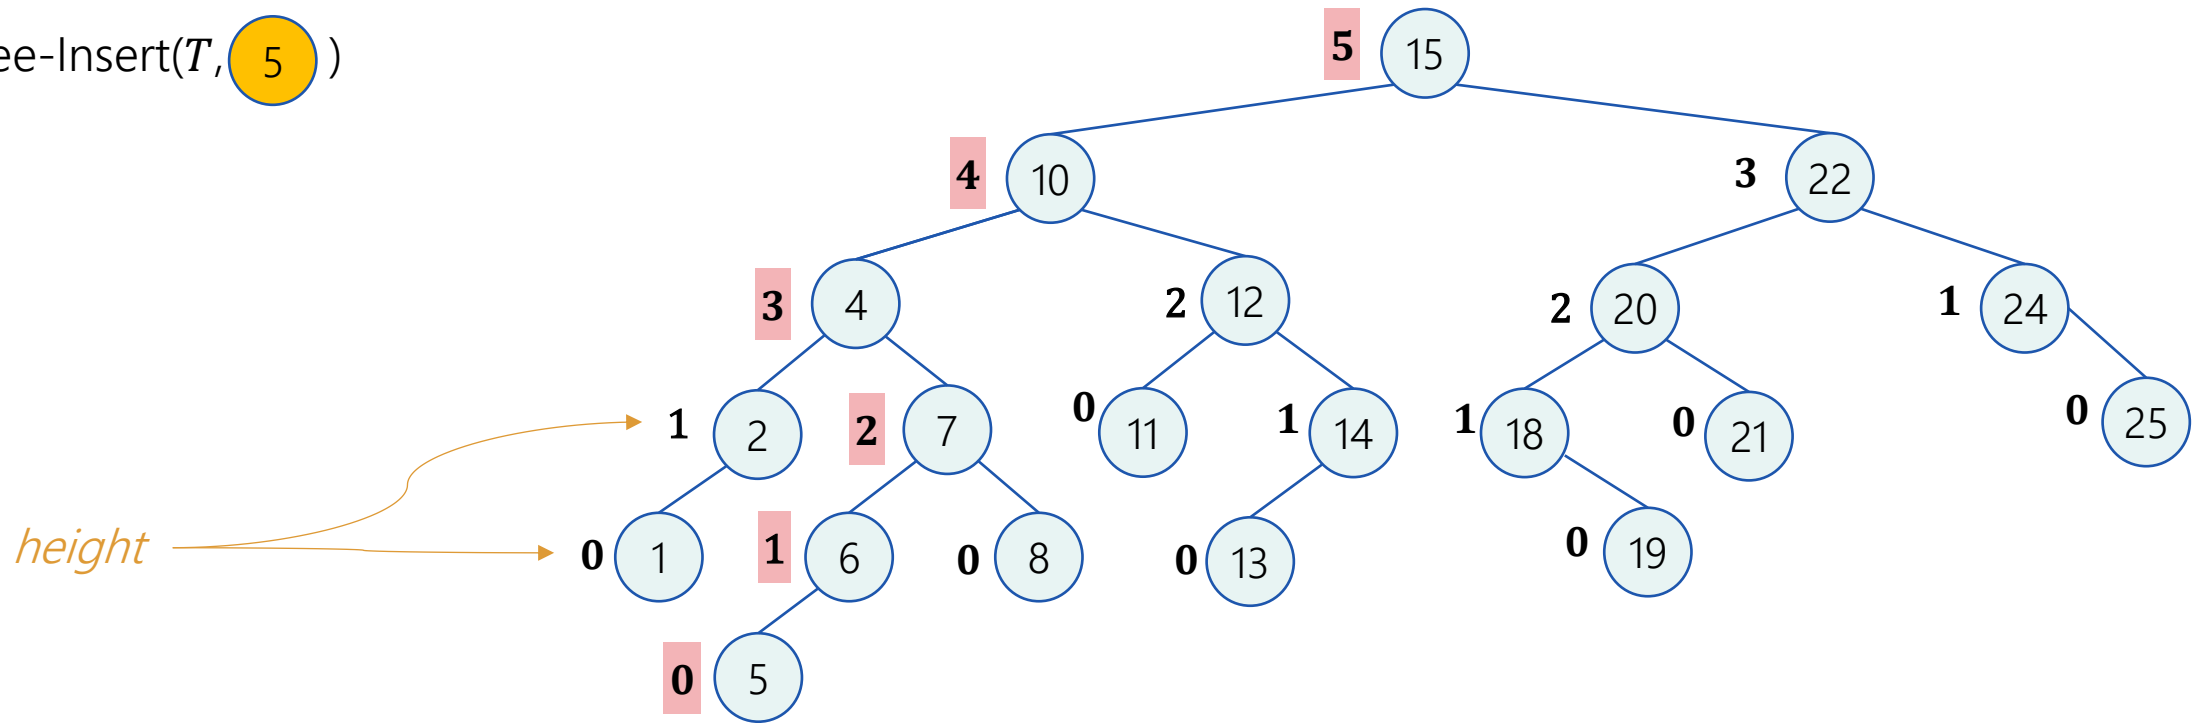 ee-Insert(T, 5 )
5 15
4 10 3 22
3 4 2 12 2 20 1 24
1 2 2 7 0 11 1 14 1 18 0 21 0 25
height 0 1 1 6 0 8 0 13 0 19
0 5